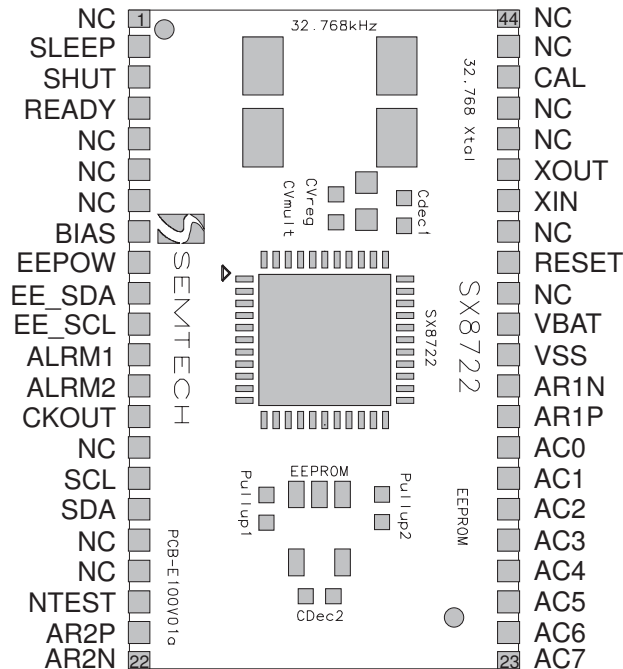 NC 1 32.768kHz 44 NC
SLEEP NC
SHUT CAL
READY NC
NC NC
NC XOUT
NC XIN
BIAS NC
EEPOW RESET
EE_SDA NC
EE_SCL VBAT
ALRM1 VSS
ALRM2 AR1N
CKOUT AR1P
NC AC0
SCL AC1
SDA AC2
NC AC3
NC AC4
NTEST AC5
AR2P AC6
AR2N 22 23 AC7
32.768 Xtal
CVmult
CVreg
Cdec1
SEMTECH
SX8722
SX8722
EEPROM
Pullup1
Pullup2
EEPROM
PCB-E100V01a
CDec2